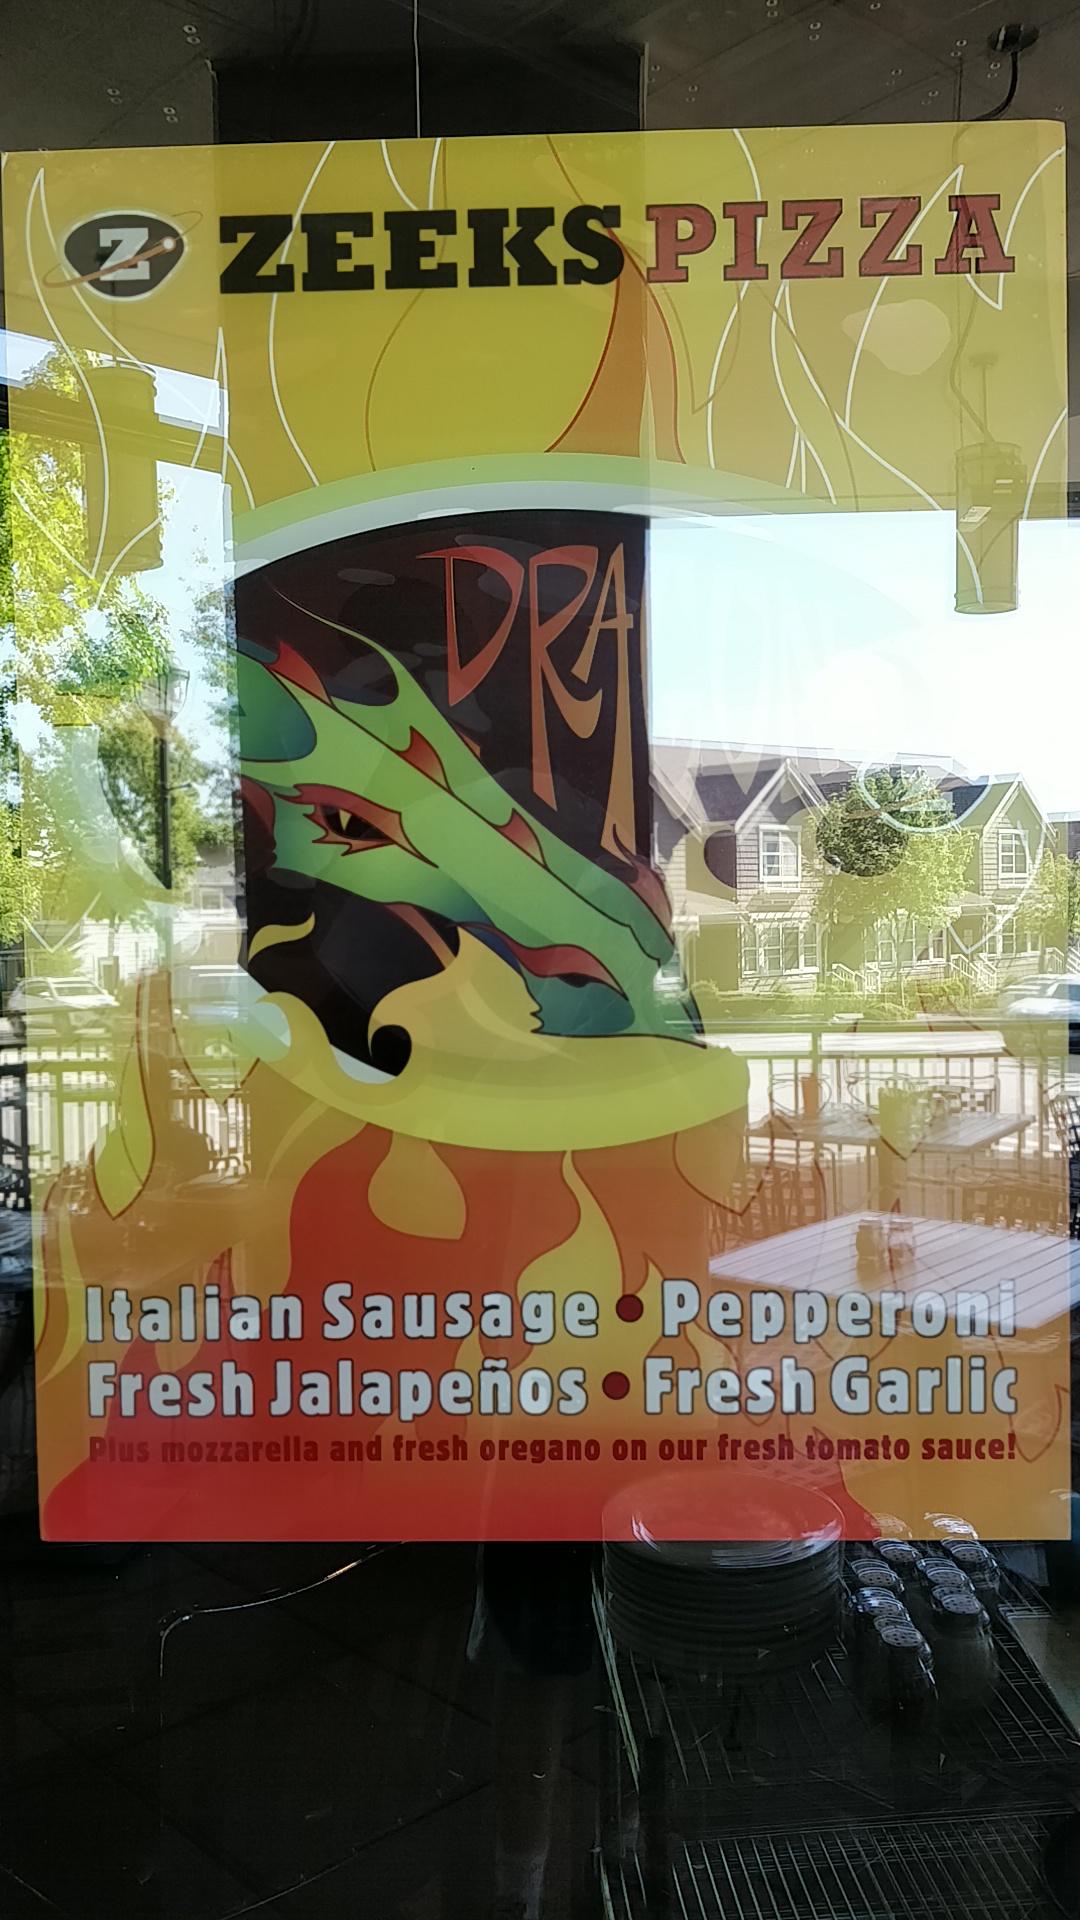 Z ZEEKS PIZZA
DRA
Italian Sausage • Pepperoni
Fresh Jalapeños • Fresh Garlic
Plus mozzarella and fresh oregano on our fresh tomato sauce!